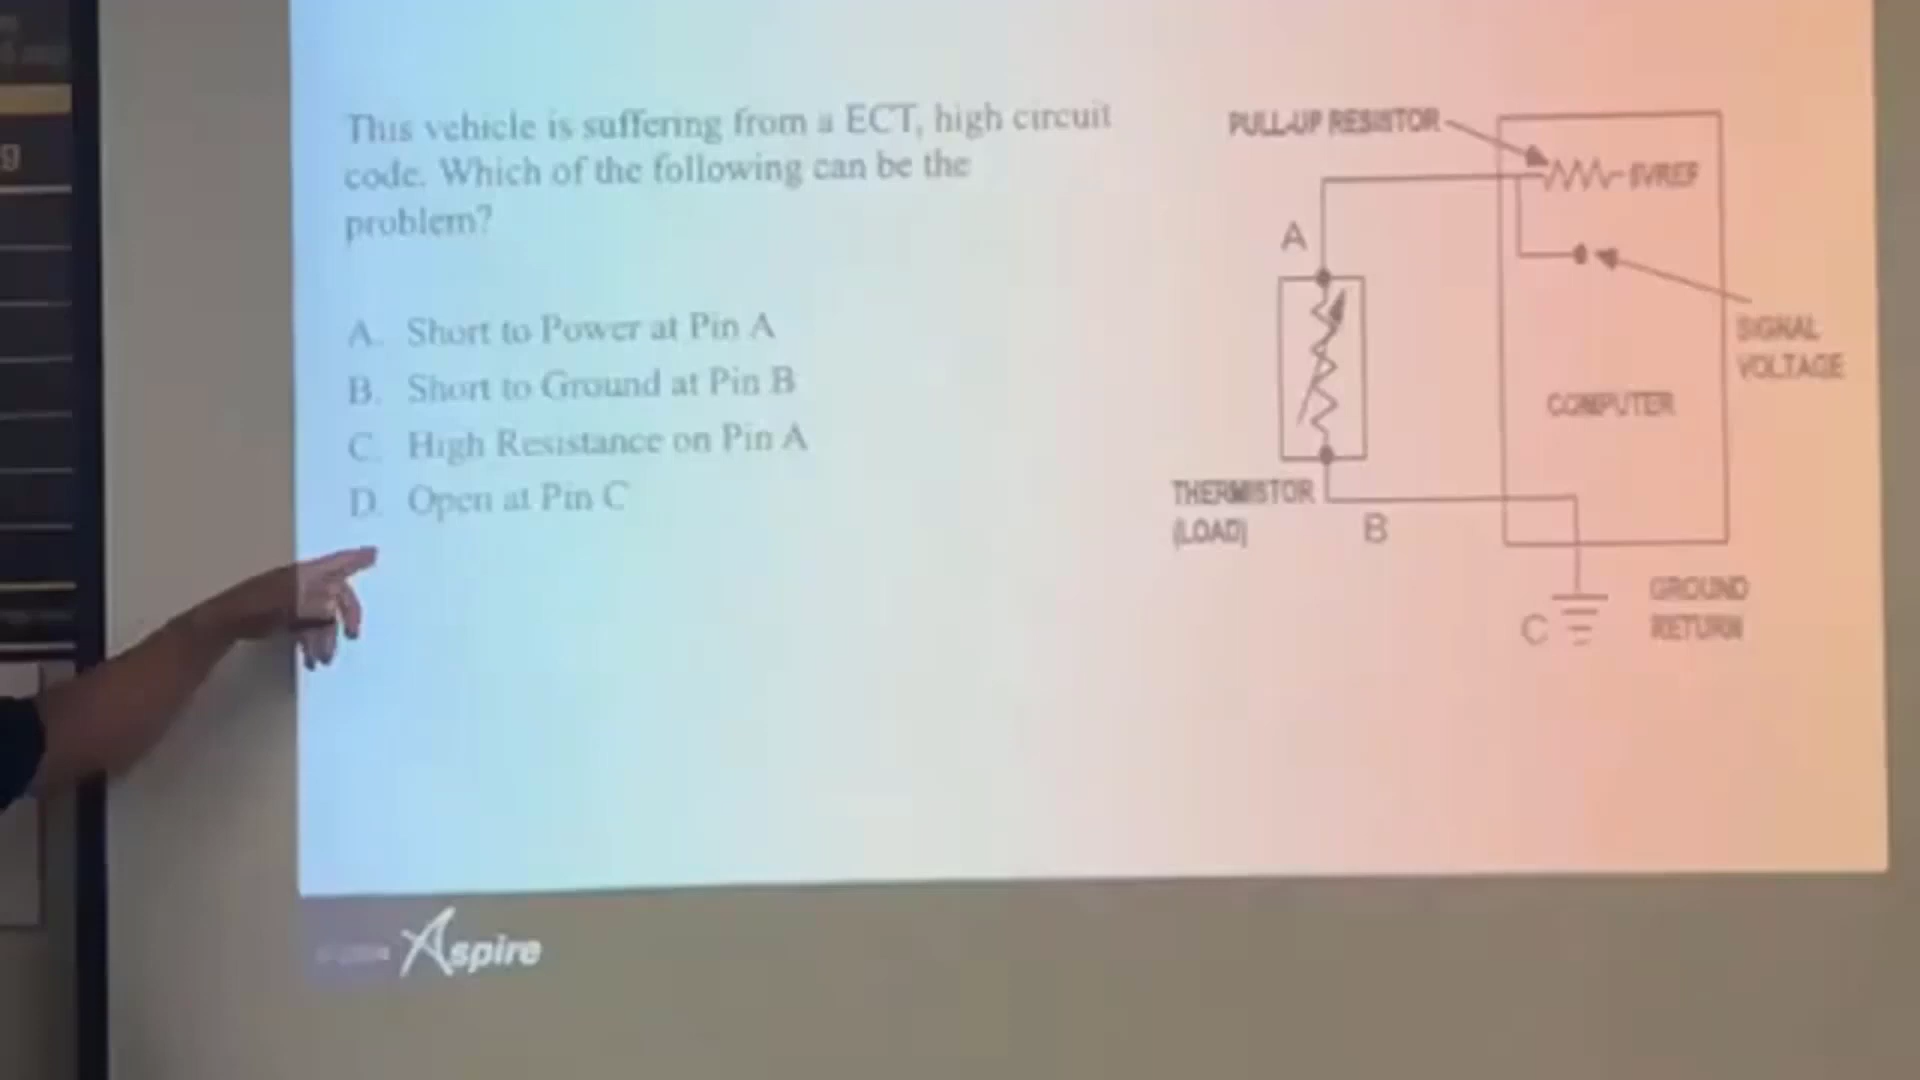 This vehicle is suffering from a ECT, high circuit
code. Which of the following can be the
problem?
A. Short to Power at Pin A
B. Short to Ground at Pin B
C. High Resistance on Pin A
D. Open at Pin C
PULL-UP RESISTOR
5VREF
A
SIGNAL
VOLTAGE
COMPUTER
THERMISTOR
(LOAD)
B
GROUND
RETURN
C
Aspire
g